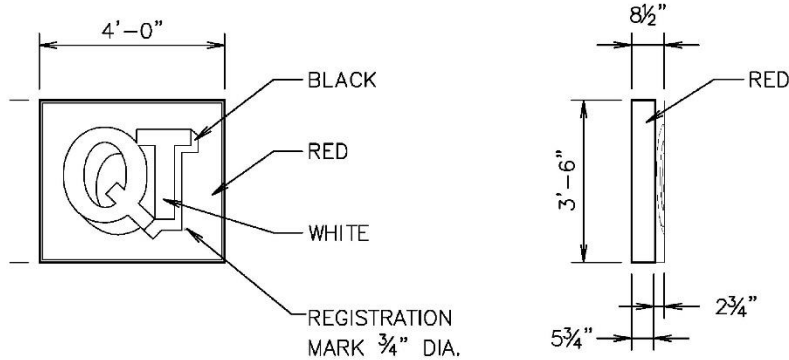 4'-0"
BLACK
RED
WHITE
REGISTRATION
MARK ¾" DIA.
QT
8½"
RED
3'-6"
2¾"
5¾"